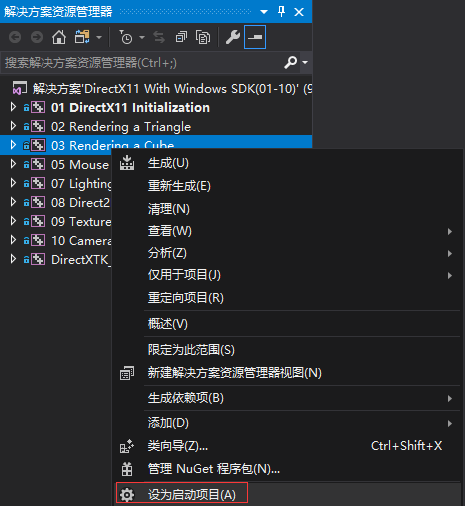 解决方案资源管理器
搜索解决方案资源管理器(Ctrl+;)
解决方案'DirectX11 With Windows SDK(01-10)' (9
01 DirectX11 Initialization
02 Rendering a Triangle
03 Rendering a Cube
05 Mouse
07 Lighting
08 Direct2
09 Texture
10 Camera
DirectXTK_
生成(U)
重新生成(E)
清理(N)
查看(W)
分析(Z)
仅用于项目(J)
重定向项目(R)
概述(V)
限定为此范围(S)
新建解决方案资源管理器视图(N)
生成依赖项(B)
添加(D)
类向导(Z)... Ctrl+Shift+X
管理 NuGet 程序包(N)...
设为启动项目(A)